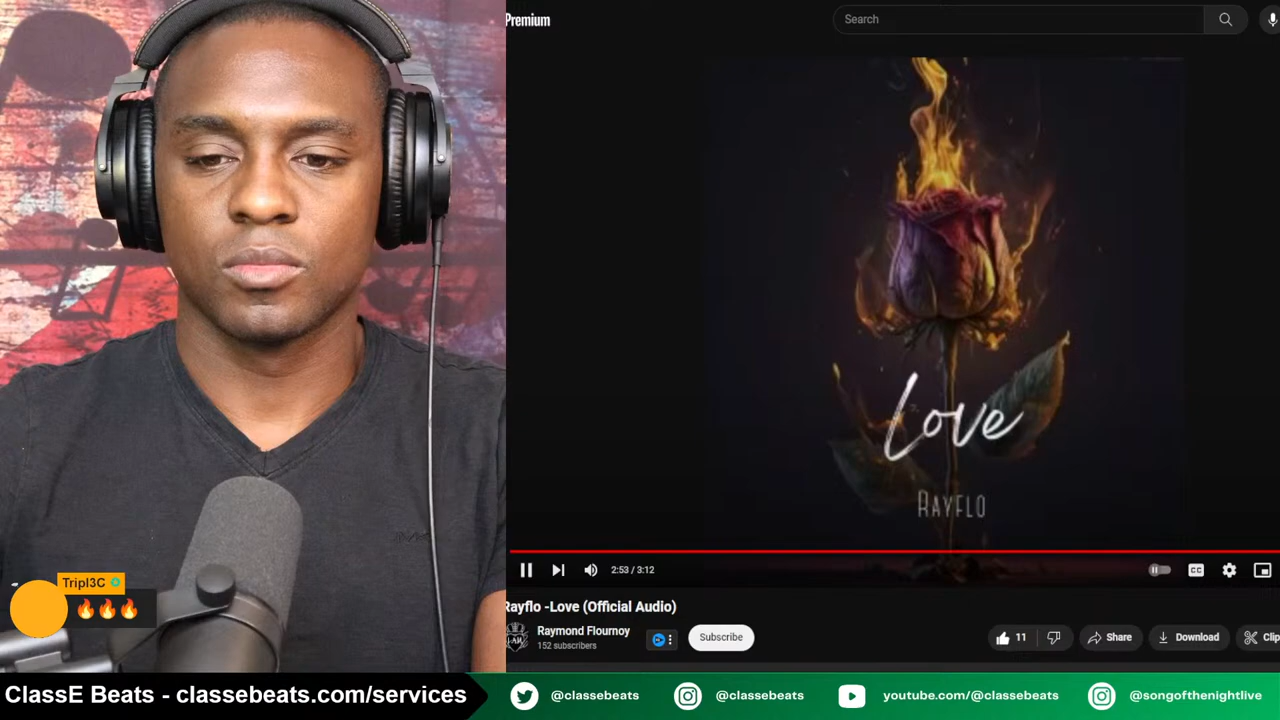 Premium
Search
Love
RAYFLO
2:53 / 3:12
CC
Rayflo -Love (Official Audio)
Raymond Flournoy
152 subscribers
Subscribe
11
Share
Download
Clip
Tripl3C
ClassE Beats - classebeats.com/services
@classebeats
@classebeats
youtube.com/@classebeats
@songofthenightlive